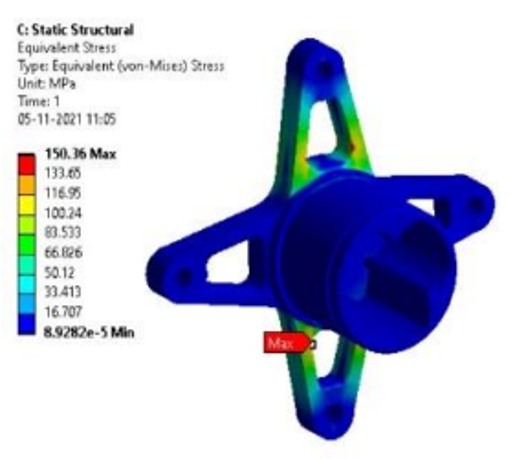 C: Static Structural
Equivalent Stress
Type: Equivalent (von-Mises) Stress
Unit: MPa
Time: 1
05-11-2021 11:05
150.36 Max
133.65
116.95
100.24
83.533
66.826
50.12
33.413
16.707
8.9282e-5 Min
Max